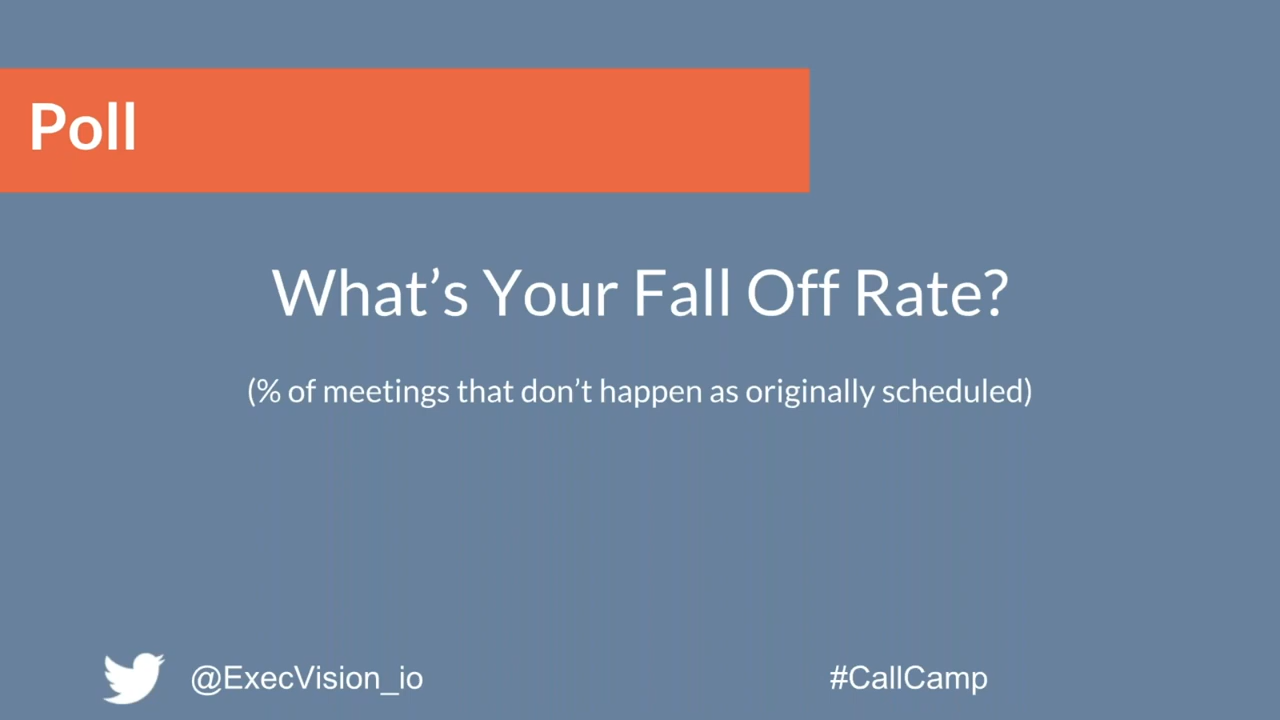 Poll
What’s Your Fall Off Rate?
(% of meetings that don’t happen as originally scheduled)
@ExecVision_io
#CallCamp